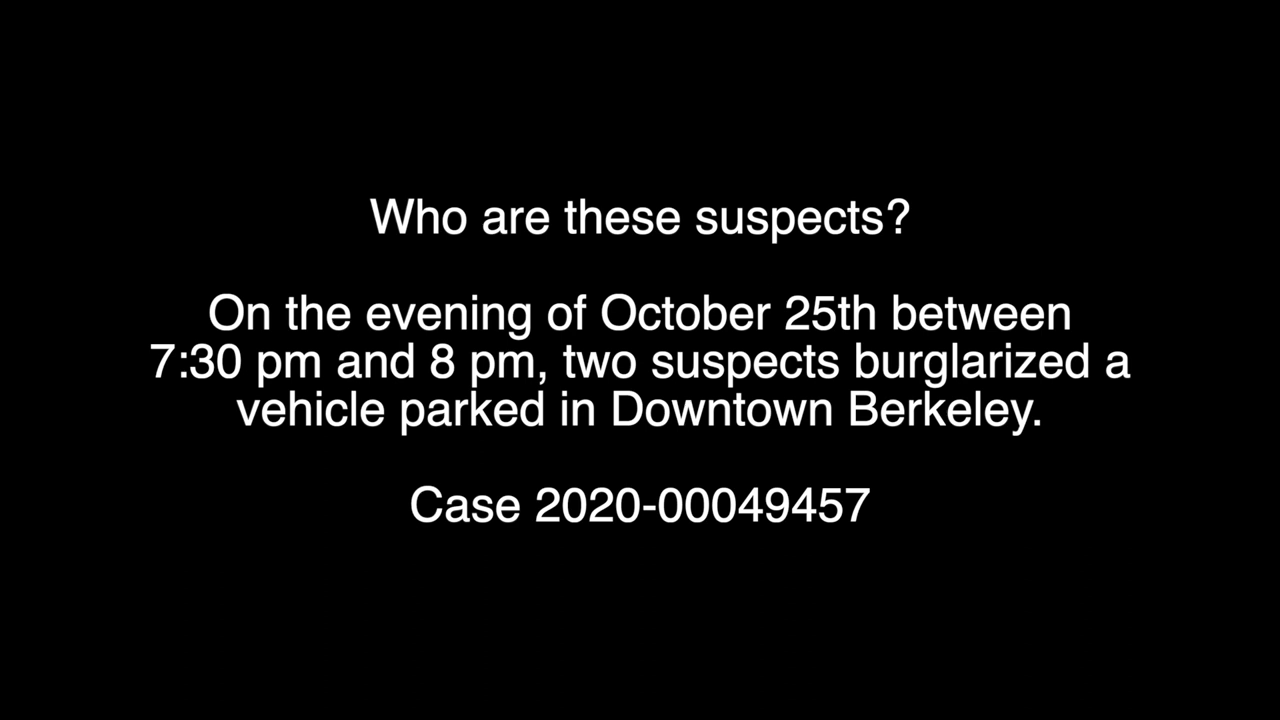 Who are these suspects?
On the evening of October 25th between
7:30 pm and 8 pm, two suspects burglarized a
vehicle parked in Downtown Berkeley.
Case 2020-00049457